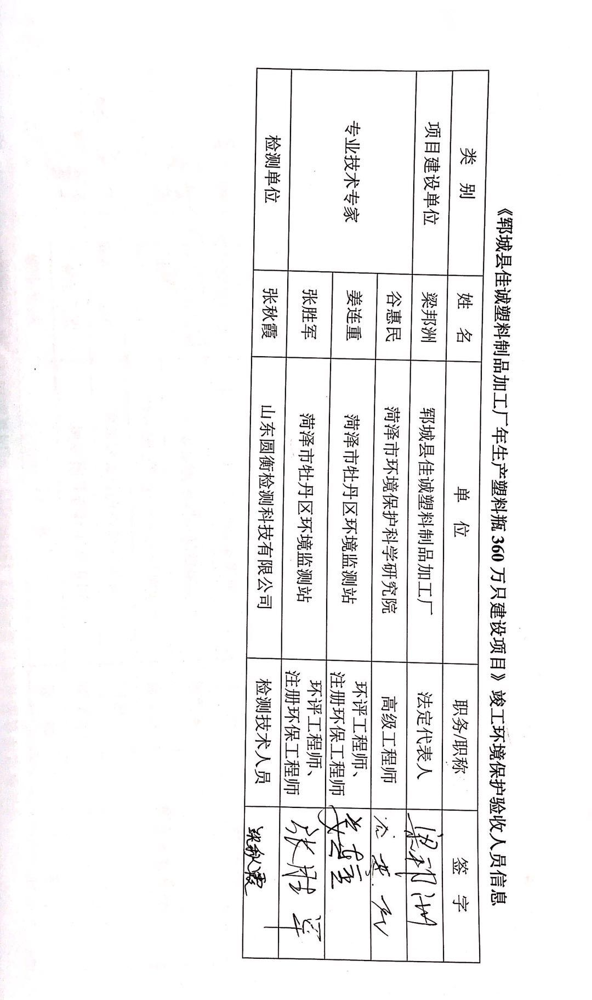 《郓城县佳诚塑料制品加工厂年生产塑料瓶360万只建设项目》竣工环境保护验收人员信息
类 别 姓 名 单 位 职务/职称 签 字
项目建设单位 梁邦洲 郓城县佳诚塑料制品加工厂 法定代表人 梁邦洲
专业技术专家 谷惠民 菏泽市环境保护科学研究院 高级工程师 谷惠民
姜连重 菏泽市牡丹区环境监测站 环评工程师、
注册环保工程师 姜连重
张胜军 菏泽市牡丹区环境监测站 环评工程师、
注册环保工程师 张胜军
检测单位 张秋霞 山东圆衡检测科技有限公司 检测技术人员 张秋霞